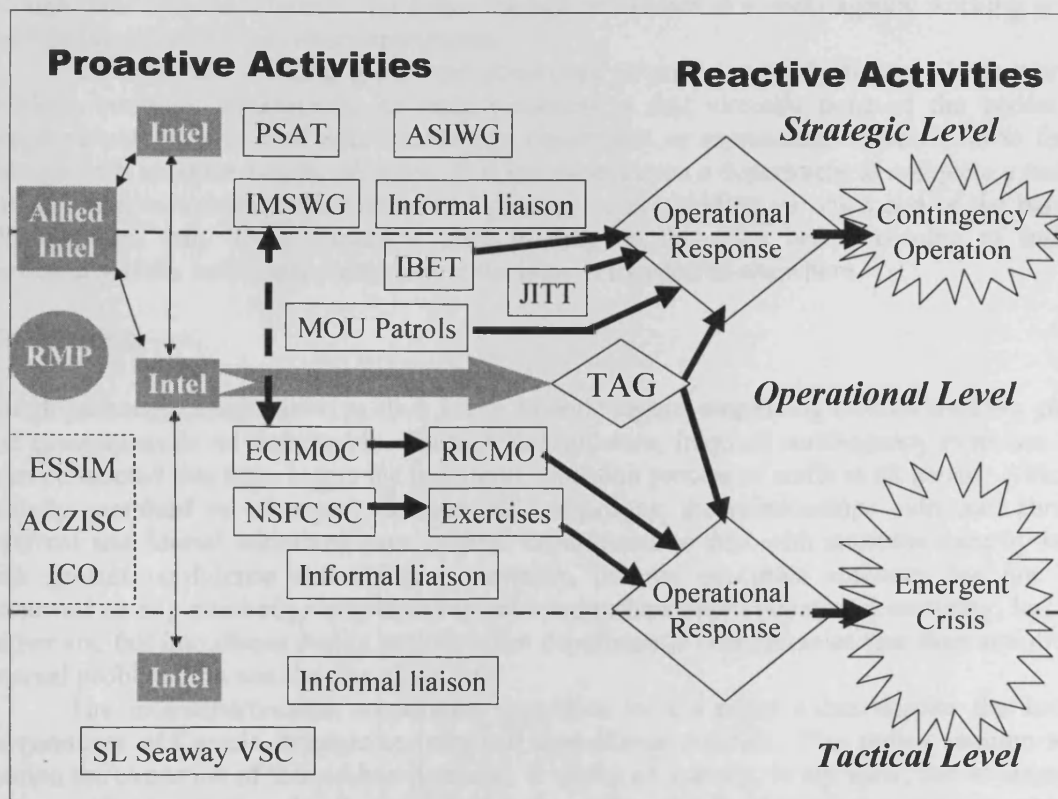 Proactive Activities
Reactive Activities
Intel
PSAT
ASIWG
Strategic Level
Allied
Intel
IMSWG
Informal liaison
Operational
Response
Contingency
Operation
IBET
JITT
MOU Patrols
RMP
Intel
TAG
Operational Level
ESSIM
ACZISC
ICO
ECIMOC
RICMO
NSFC SC
Exercises
Informal liaison
Operational
Response
Emergent
Crisis
Intel
Informal liaison
SL Seaway VSC
Tactical Level